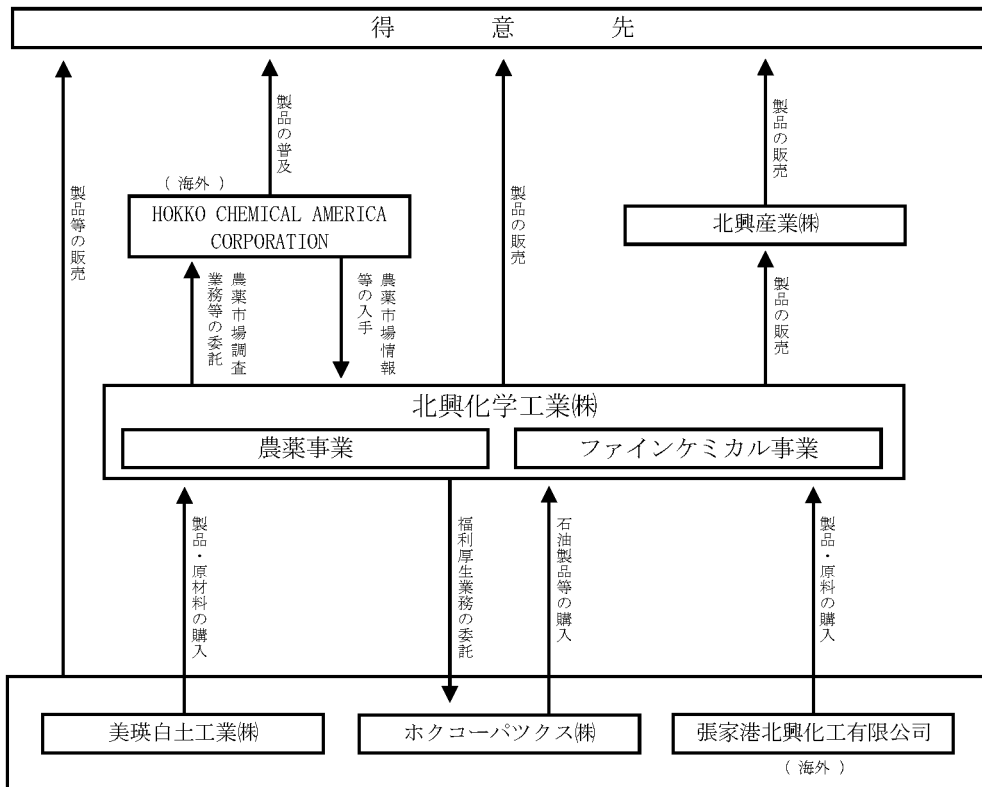 得意先
製品の普及
製品の販売
(海外)
HOKKO CHEMICAL AMERICA
CORPORATION
製品等の販売
製品の販売
北興産業㈱
農薬市場調査
業務等の委託
農薬市場情報
等の入手
製品の販売
北興化学工業㈱
農薬事業
ファインケミカル事業
製品・原材料の購入
福利厚生業務の委託
石油製品等の購入
製品・原料の購入
美瑛白土工業㈱
ホクコーパツクス㈱
張家港北興化工有限公司
(海外)